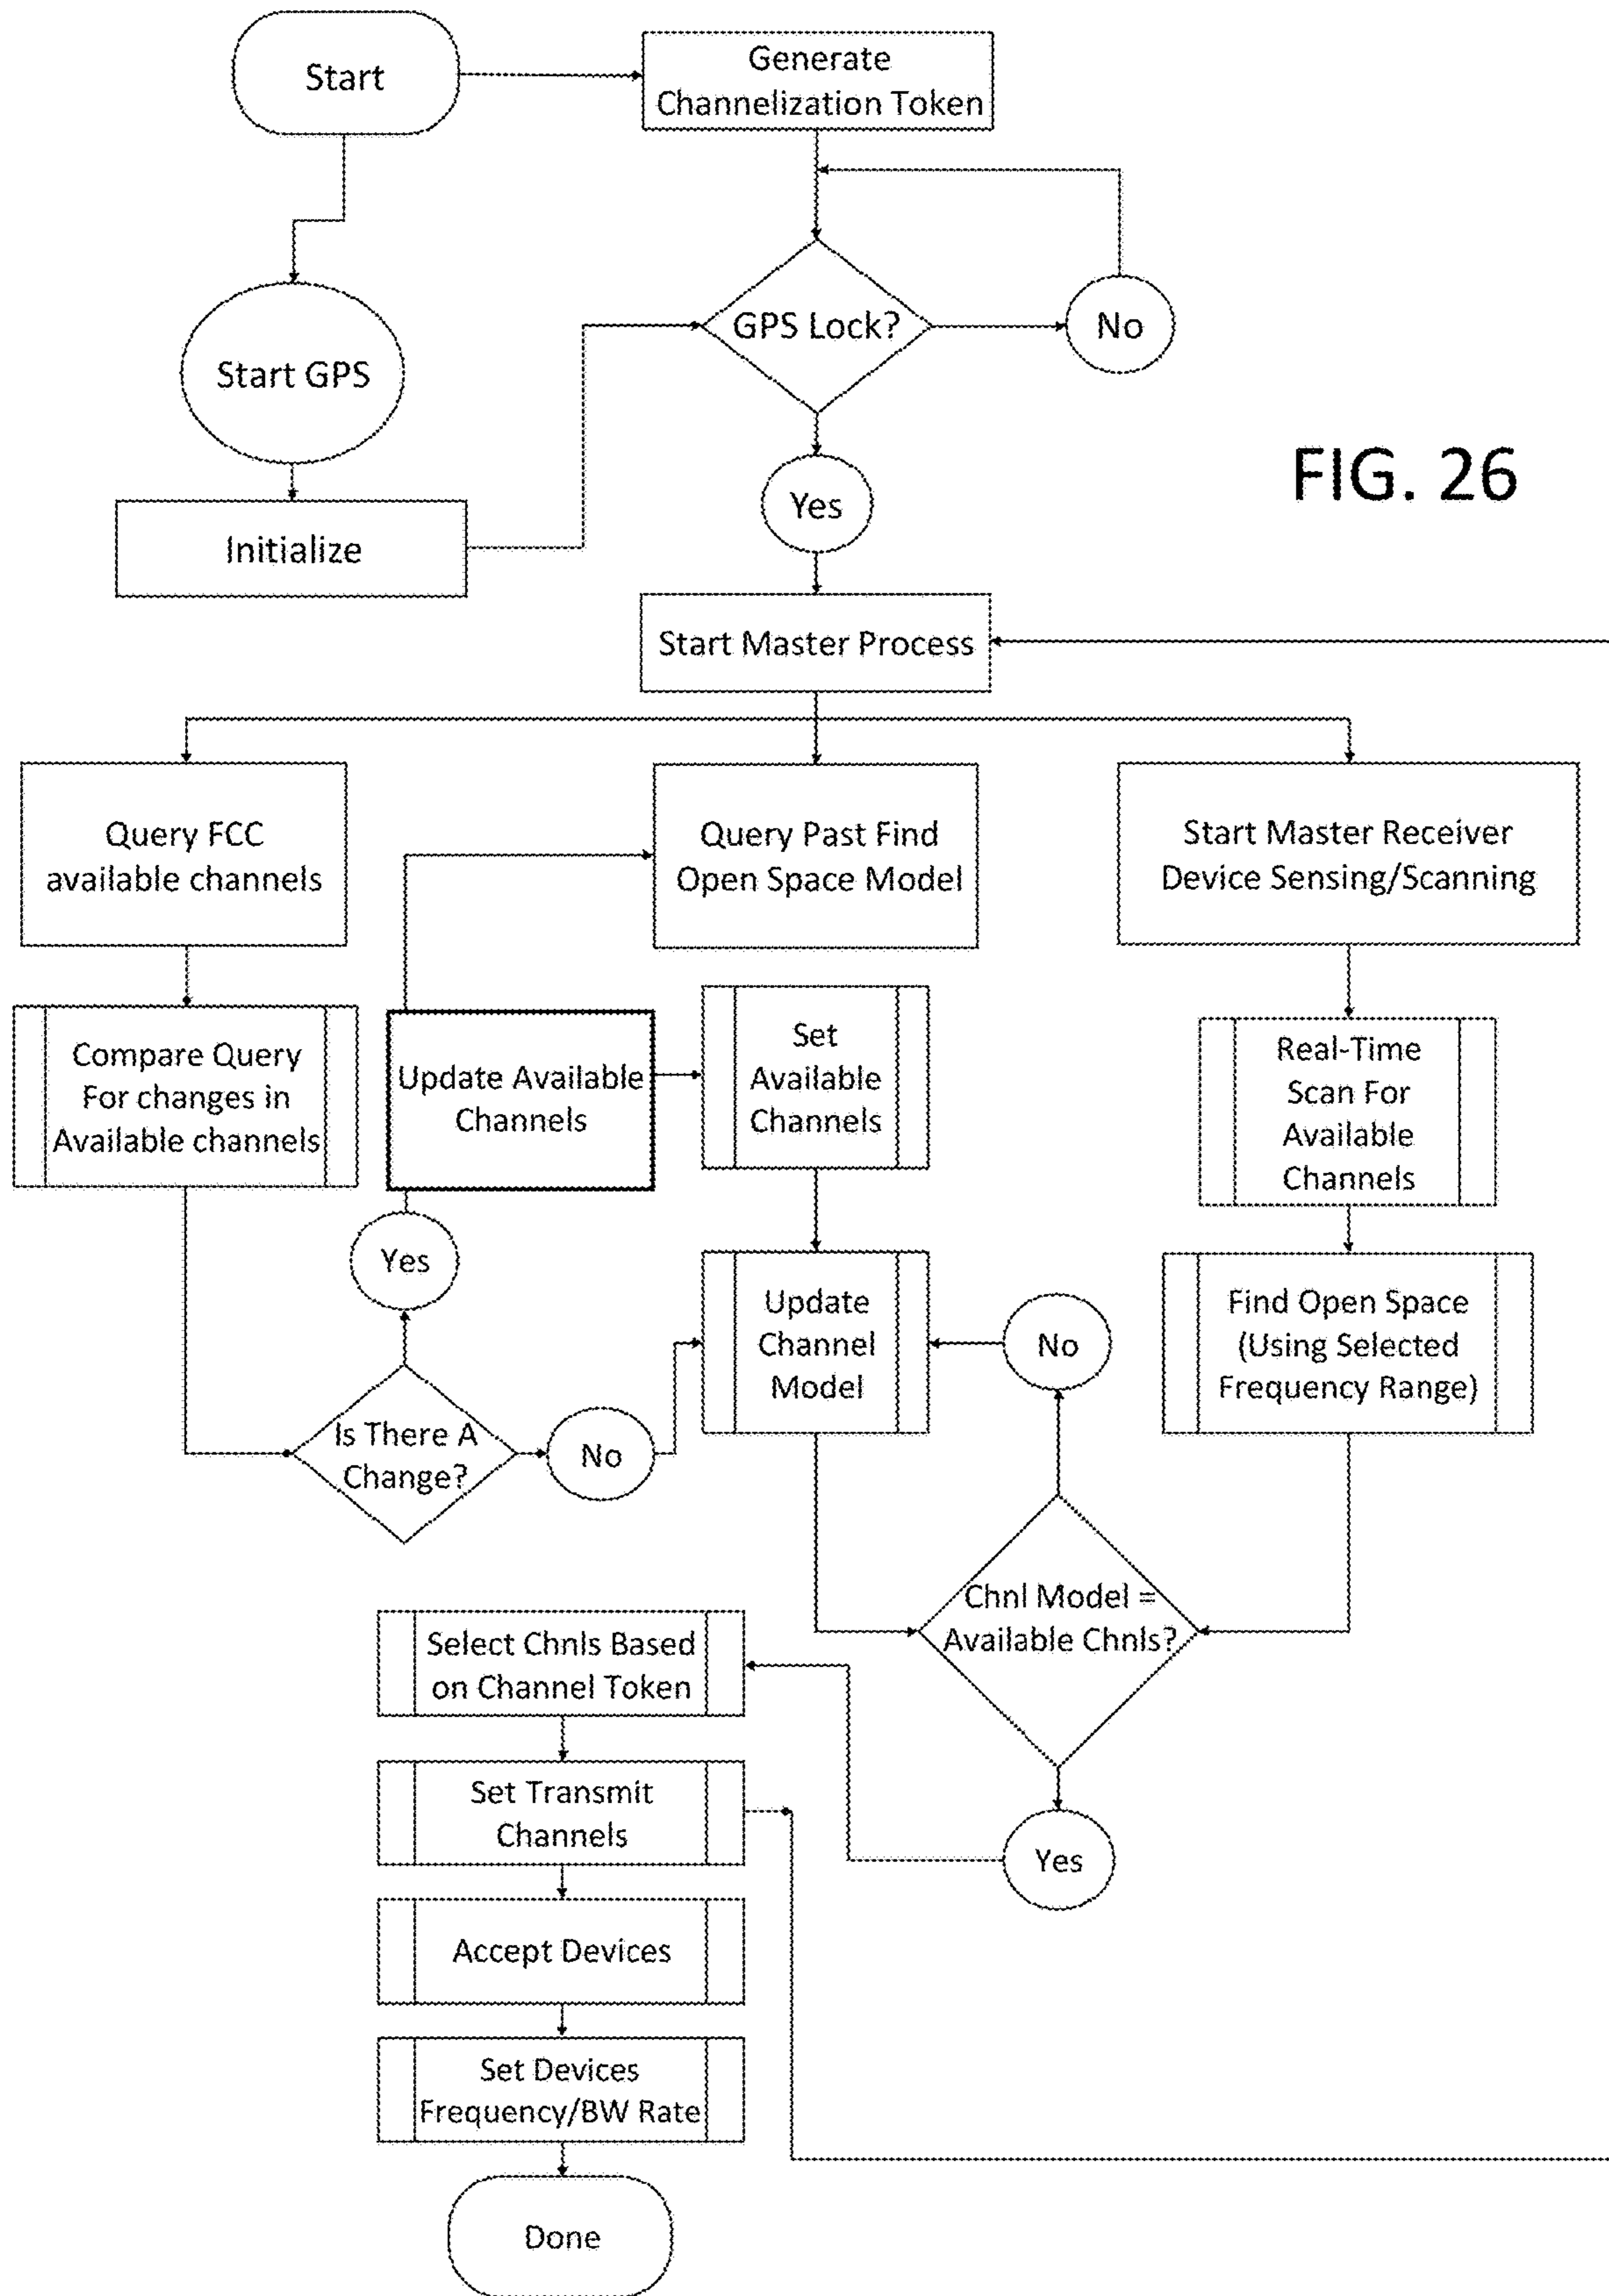 Start
Generate
Channelization Token
GPS Lock?
No
Start GPS
FIG. 26
Yes
Initialize
Start Master Process
Query FCC
available channels
Query Past Find
Open Space Model
Start Master Receiver
Device Sensing/Scanning
Compare Query
For changes in
Available channels
Update Available
Channels
Set
Available
Channels
Real-Time
Scan For
Available
Channels
Yes
Update
Channel
Model
No
Find Open Space
(Using Selected
Frequency Range)
Is There A
Change?
No
Chnl Model =
Available Chnls?
Select Chnls Based
on Channel Token
Set Transmit
Channels
Yes
Accept Devices
Set Devices
Frequency/BW Rate
Done